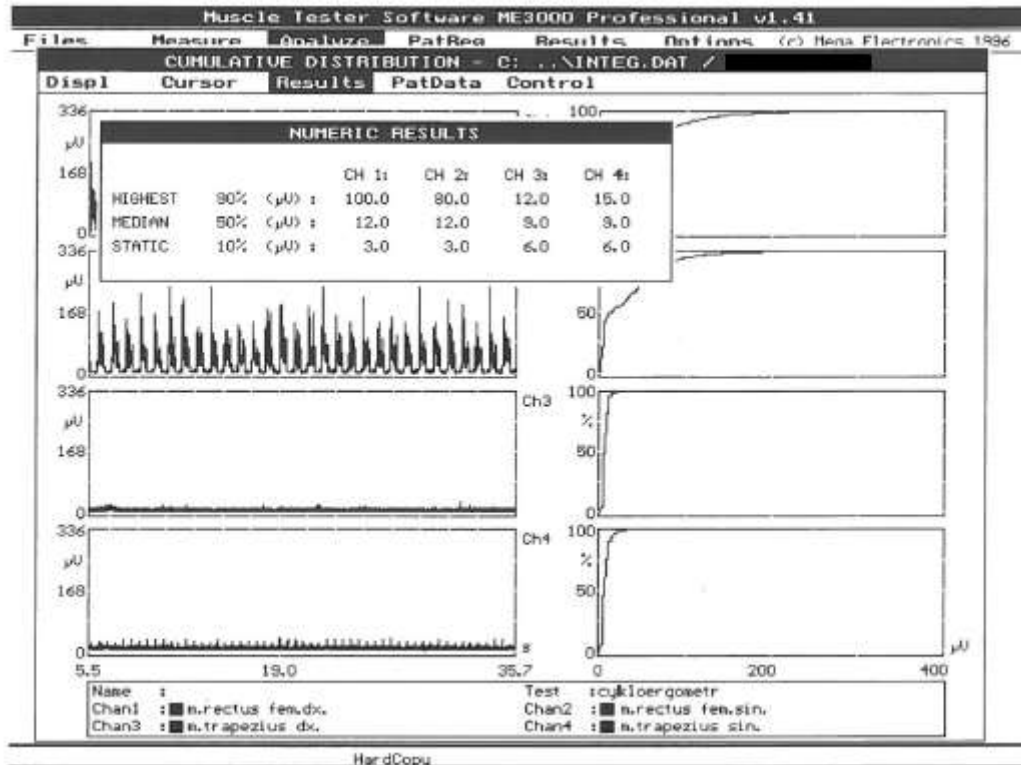 Muscle Tester Software ME3000 Professional v1.41
Files Measure Analyze PatReg Results Options (c) Mega Electronics 1996
CUMULATIVE DISTRIBUTION - C: ..\INTEG.DAT /
Displ Cursor Results PatData Control
336 100
µV
NUMERIC RESULTS
168
CH 1: CH 2: CH 3: CH 4:
HIGHEST 90% (µV) : 100.0 80.0 12.0 15.0
MEDIAN 50% (µV) : 12.0 12.0 9.0 9.0
STATIC 10% (µV) : 3.0 3.0 6.0 6.0
0
336
µV
168 50
0 0
336 Ch3 100
µV %
168 50
0 0
336 Ch4 100
µV %
168 50
0 s 0 µV
5.5 19.0 35.7 0 200 400
Name : Test :cykloergometr
Chan1 : m.rectus fem.dx. Chan2 : m.rectus fem.sin.
Chan3 : m.trapezius dx. Chan4 : m.trapezius sin.
HardCopy